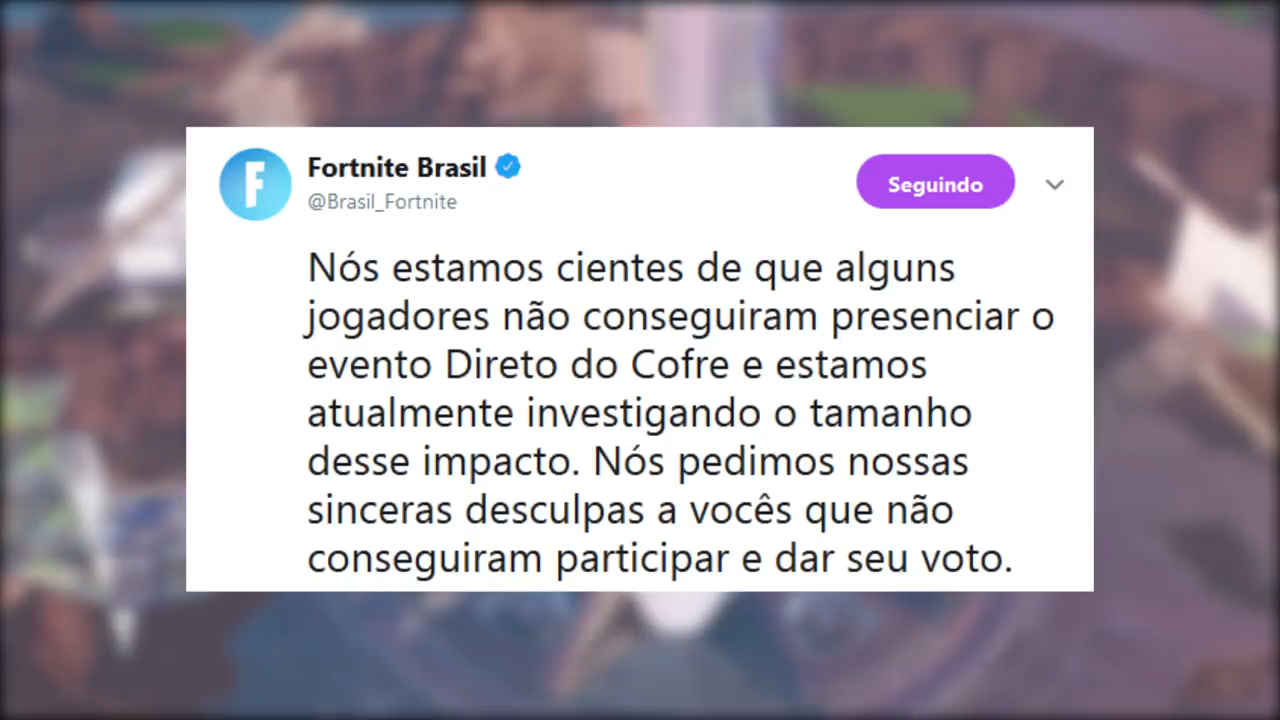 Fortnite Brasil
@Brasil_Fortnite
Seguindo
Nós estamos cientes de que alguns
jogadores não conseguiram presenciar o
evento Direto do Cofre e estamos
atualmente investigando o tamanho
desse impacto. Nós pedimos nossas
sinceras desculpas a vocês que não
conseguiram participar e dar seu voto.